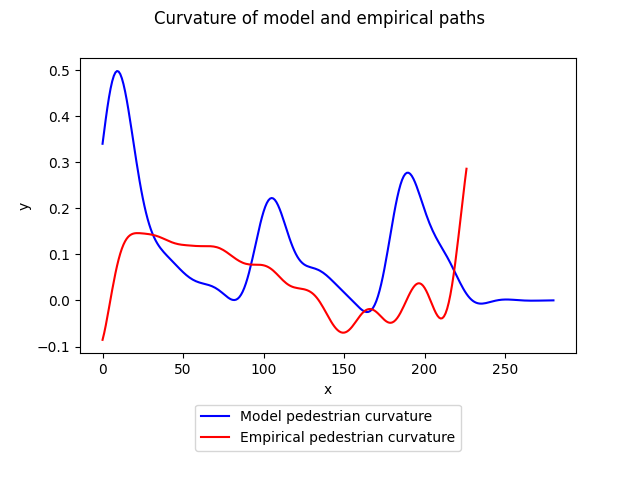 Curvature of model and empirical paths
0.5
0.4
0.3
0.2
0.1
0.0
−0.1
y
0 50 100 150 200 250
x
Model pedestrian curvature
Empirical pedestrian curvature